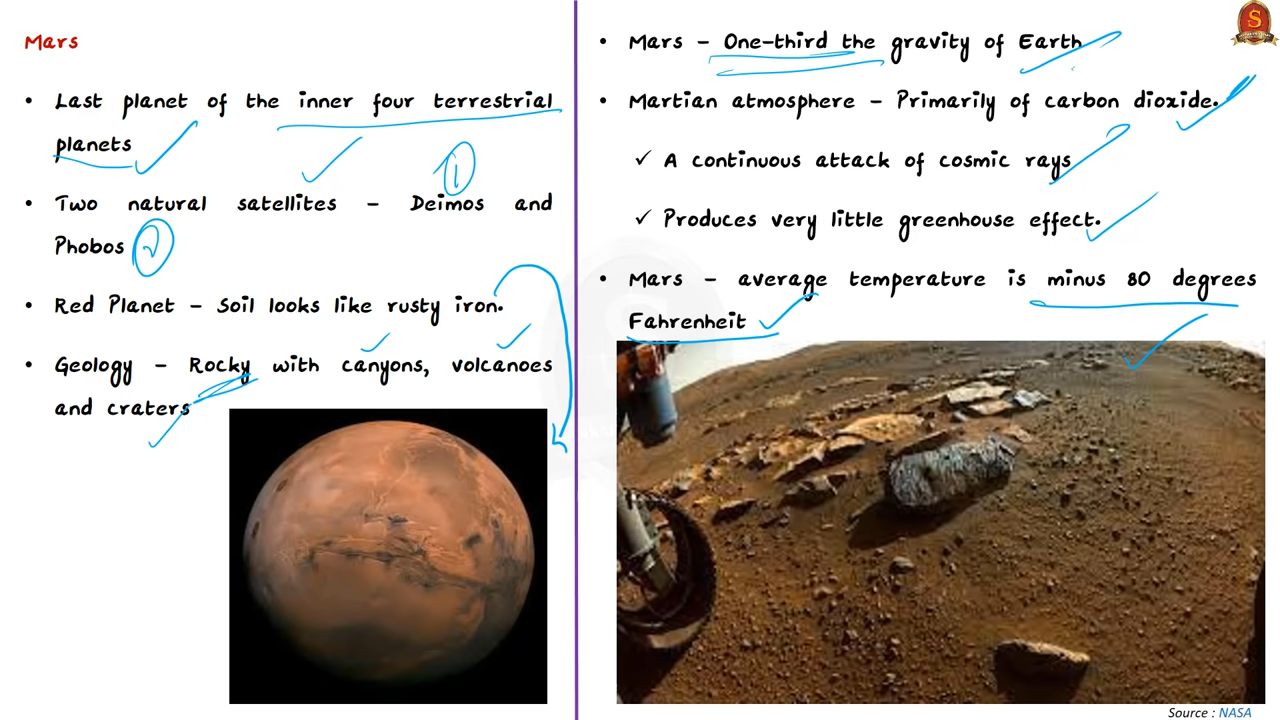 Mars
• Last planet of the inner four terrestrial
planets
1
• Two natural satellites – Deimos and
Phobos 2
• Red Planet – Soil looks like rusty iron.
• Geology – Rocky with canyons, volcanoes
and craters
• Mars – One-third the gravity of Earth
• Martian atmosphere – Primarily of carbon dioxide.
✓ A continuous attack of cosmic rays
✓ Produces very little greenhouse effect.
• Mars – average temperature is minus 80 degrees
Fahrenheit
Source : NASA
S